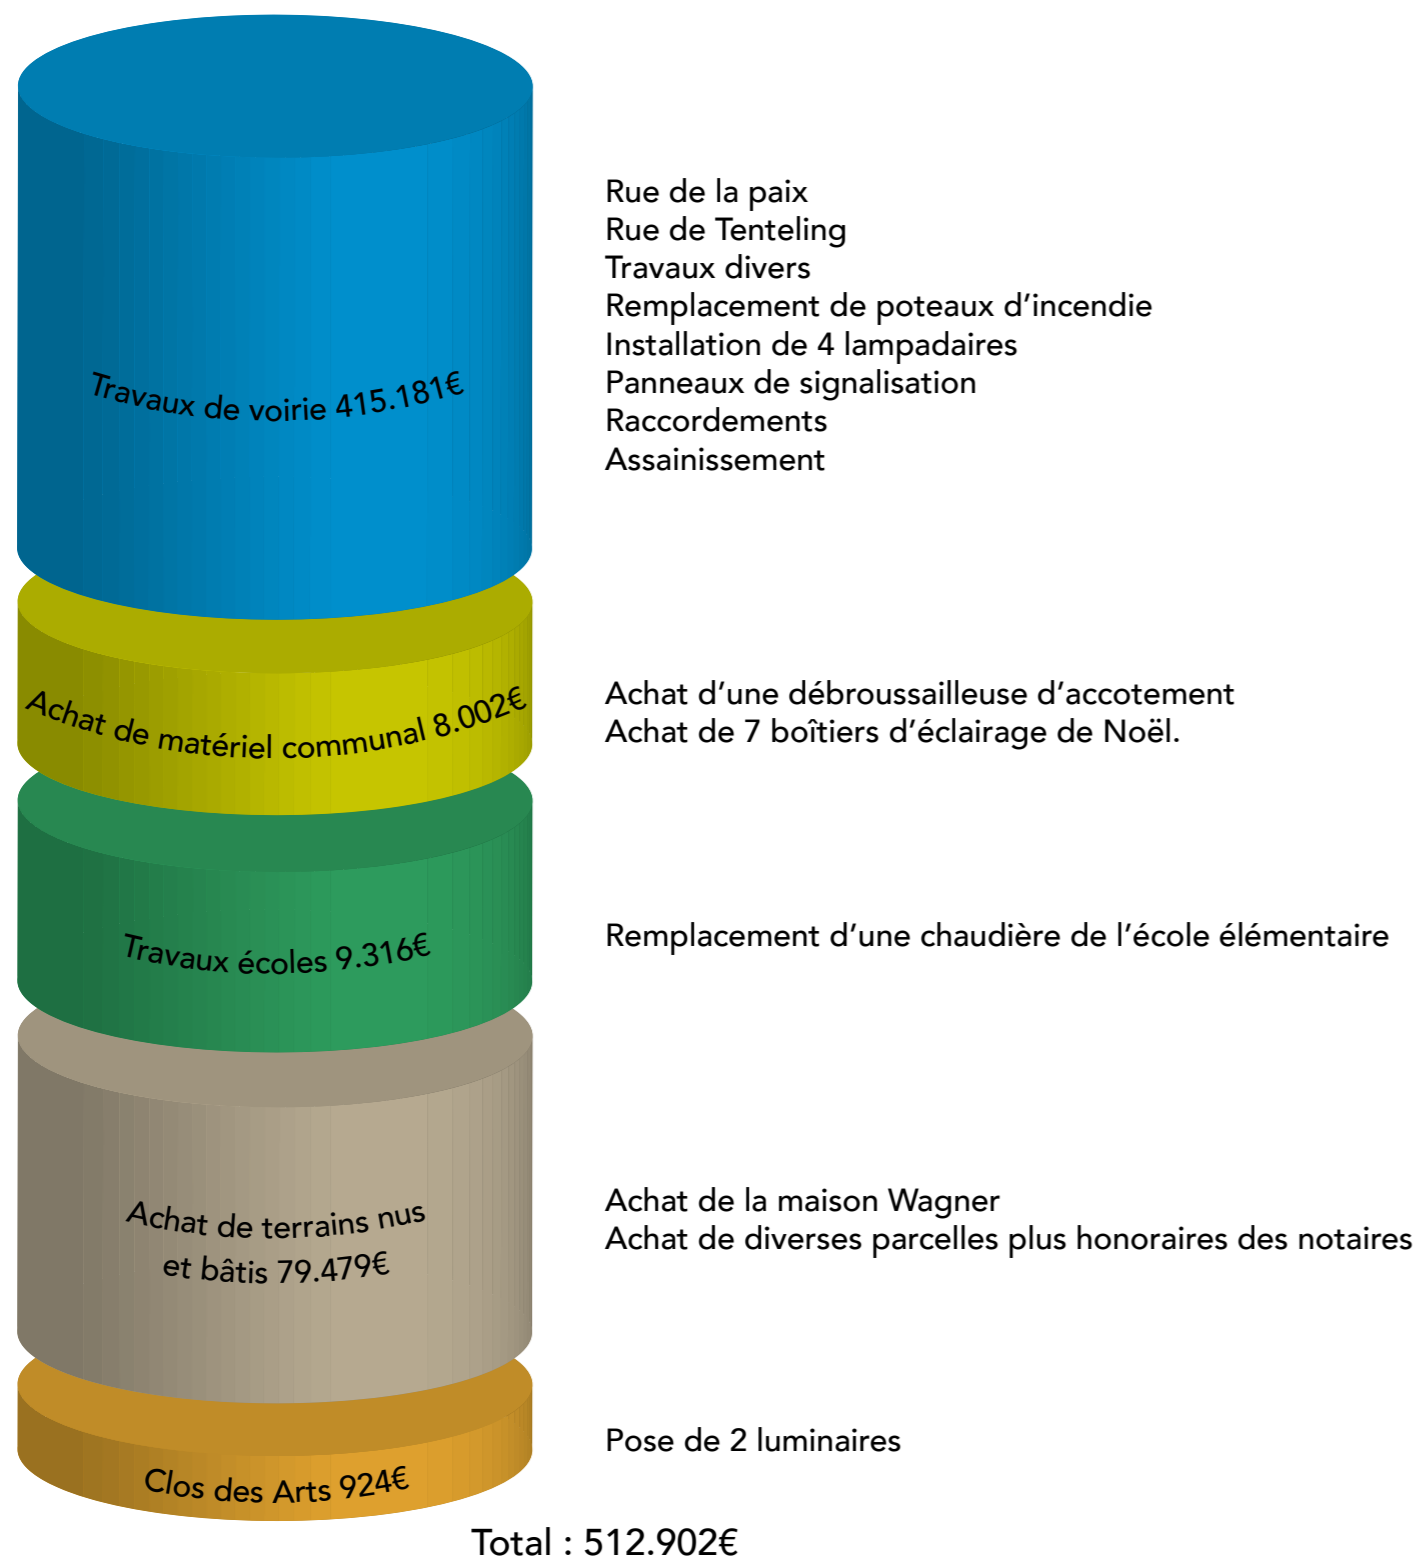 Travaux de voirie 415.181€
Rue de la paix
Rue de Tenteling
Travaux divers
Remplacement de poteaux d’incendie
Installation de 4 lampadaires
Panneaux de signalisation
Raccordements
Assainissement
Achat de matériel communal 8.002€
Achat d’une débroussailleuse d’accotement
Achat de 7 boîtiers d’éclairage de Noël.
Travaux écoles 9.316€
Remplacement d’une chaudière de l’école élémentaire
Achat de terrains nus
et bâtis 79.479€
Achat de la maison Wagner
Achat de diverses parcelles plus honoraires des notaires
Clos des Arts 924€
Pose de 2 luminaires
Total : 512.902€